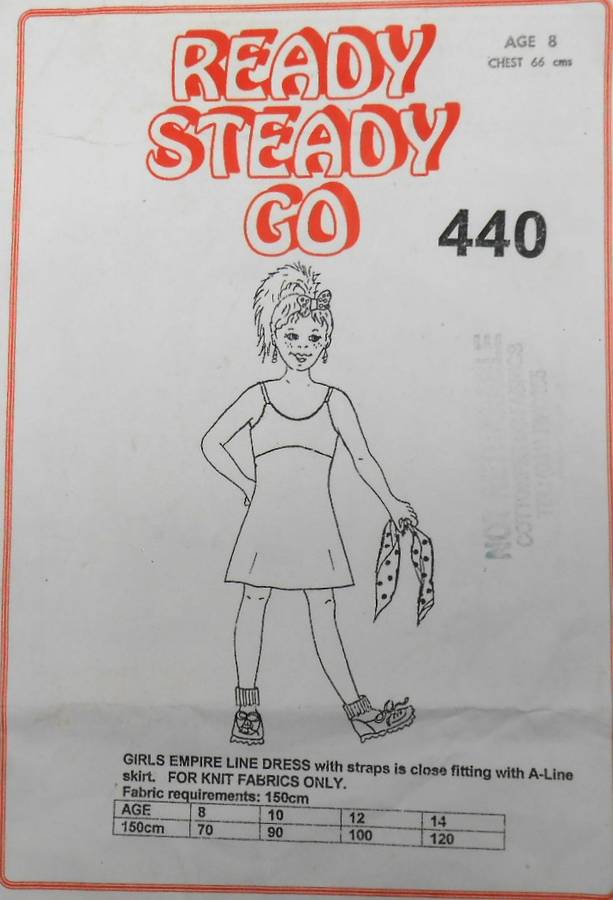 READY
STEADY
GO
AGE 8
CHEST 66 cms
440
GIRLS EMPIRE LINE DRESS with straps is close fitting with A-Line
skirt. FOR KNIT FABRICS ONLY.
Fabric requirements: 150cm
AGE 8 10 12 14
150cm 70 90 100 120
NOT